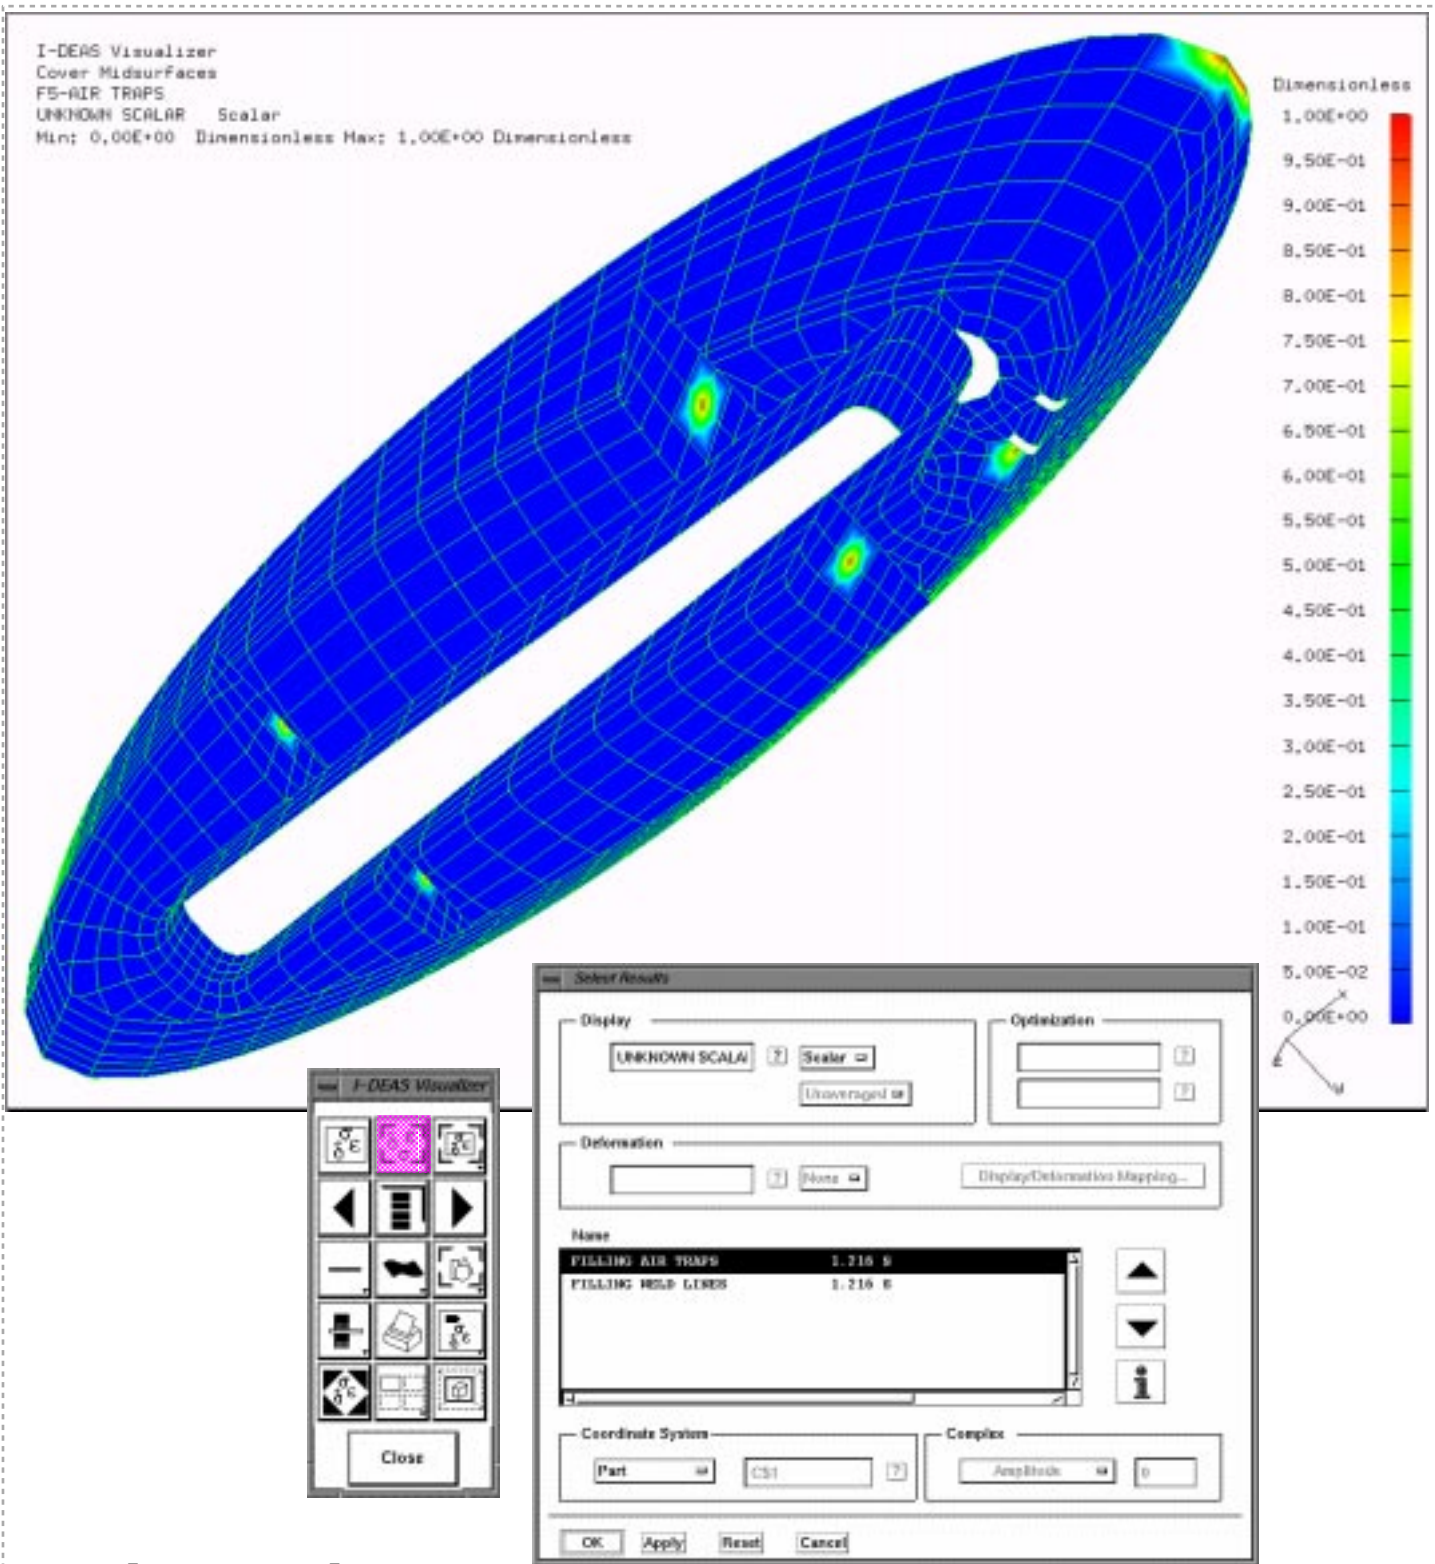 I-DEAS Visualizer
Cover Midsurfaces
F5-AIR TRAPS
UNKNOWN SCALAR Scalar
Min: 0.00E+00 Dimensionless Max: 1.00E+00 Dimensionless
Dimensionless
1.00E+00
9.50E-01
9.00E-01
8.50E-01
8.00E-01
7.50E-01
7.00E-01
6.50E-01
6.00E-01
5.50E-01
5.00E-01
4.50E-01
4.00E-01
3.50E-01
3.00E-01
2.50E-01
2.00E-01
1.50E-01
1.00E-01
5.00E-02
0.00E+00
X
I-DEAS Visualizer
Close
Select Results
Display
Optimization
UNKNOWN SCALA
?
Scalar
?
Unaveraged
?
Deformation
?
None
Display/Deformation Mapping...
Name
FILLING AIR TRAPS 1.216 S
FILLING WELD LINES 1.216 S
i
Coordinate System
Complex
Part
CS1
?
Amplitude
0
OK
Apply
Reset
Cancel